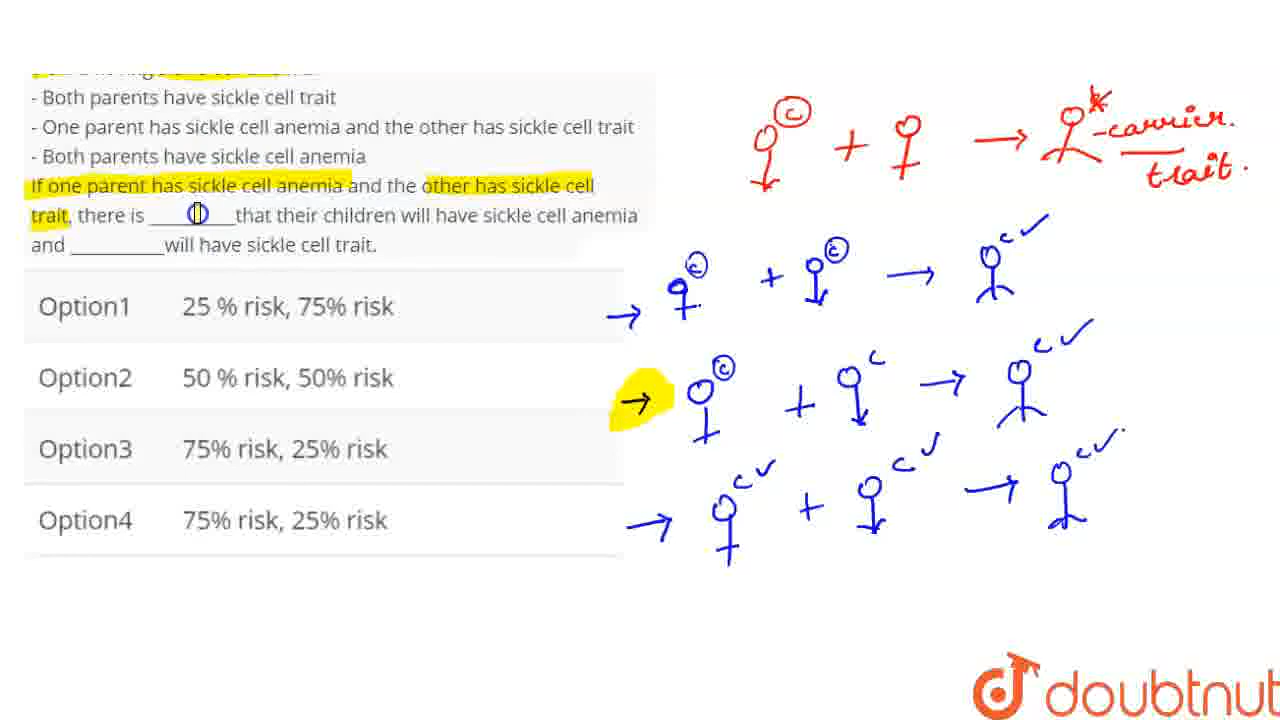 - Both parents have sickle cell trait
- One parent has sickle cell anemia and the other has sickle cell trait
- Both parents have sickle cell anemia
If one parent has sickle cell anemia and the other has sickle cell
trait, there is __________that their children will have sickle cell anemia
and ___________will have sickle cell trait.
Option1 25 % risk, 75% risk
Option2 50 % risk, 50% risk
Option3 75% risk, 25% risk
Option4 75% risk, 25% risk
c + → -carrier.
trait.
→ c + c → c ✓
→ c + c → c ✓
→ c ✓ + c ✓ → c ✓
doubtnut